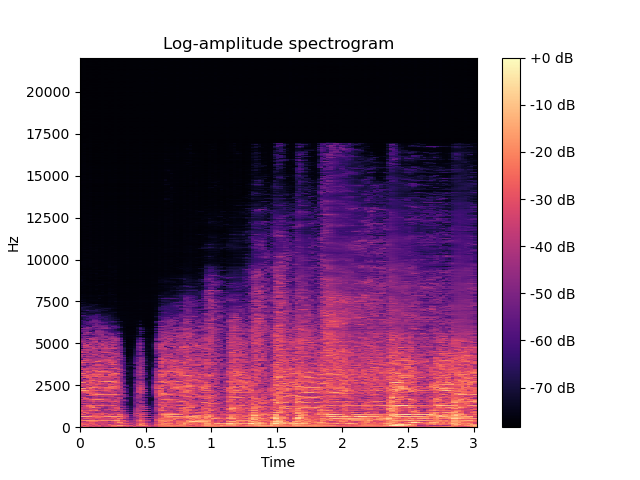 Log-amplitude spectrogram
Hz
20000
17500
15000
12500
10000
7500
5000
2500
0
0 0.5 1 1.5 2 2.5 3
Time
+0 dB
-10 dB
-20 dB
-30 dB
-40 dB
-50 dB
-60 dB
-70 dB